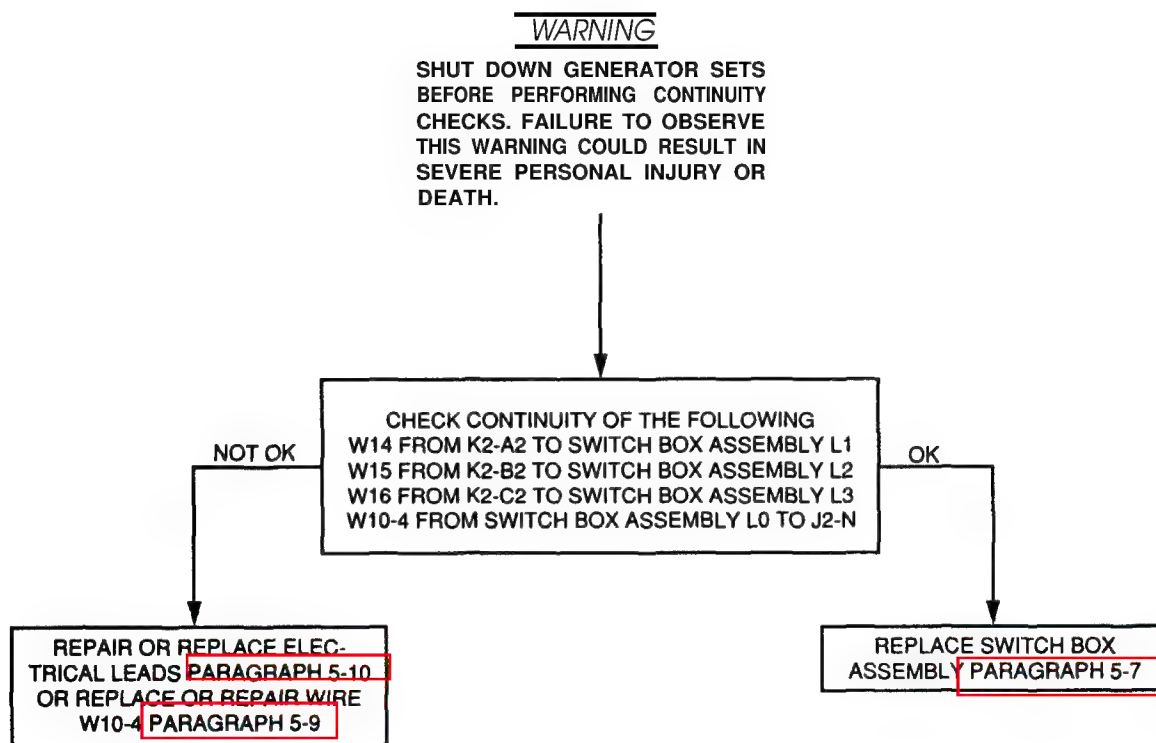 WARNING
SHUT DOWN GENERATOR SETS
BEFORE PERFORMING CONTINUITY
CHECKS. FAILURE TO OBSERVE
THIS WARNING COULD RESULT IN
SEVERE PERSONAL INJURY OR
DEATH.
CHECK CONTINUITY OF THE FOLLOWING
W14 FROM K2-A2 TO SWITCH BOX ASSEMBLY L1
W15 FROM K2-B2 TO SWITCH BOX ASSEMBLY L2
W16 FROM K2-C2 TO SWITCH BOX ASSEMBLY L3
W10-4 FROM SWITCH BOX ASSEMBLY L0 TO J2-N
NOT OK
OK
REPAIR OR REPLACE ELEC-
TRICAL LEADS PARAGRAPH 5-10
OR REPLACE OR REPAIR WIRE
W10-4 PARAGRAPH 5-9
REPLACE SWITCH BOX
ASSEMBLY PARAGRAPH 5-7